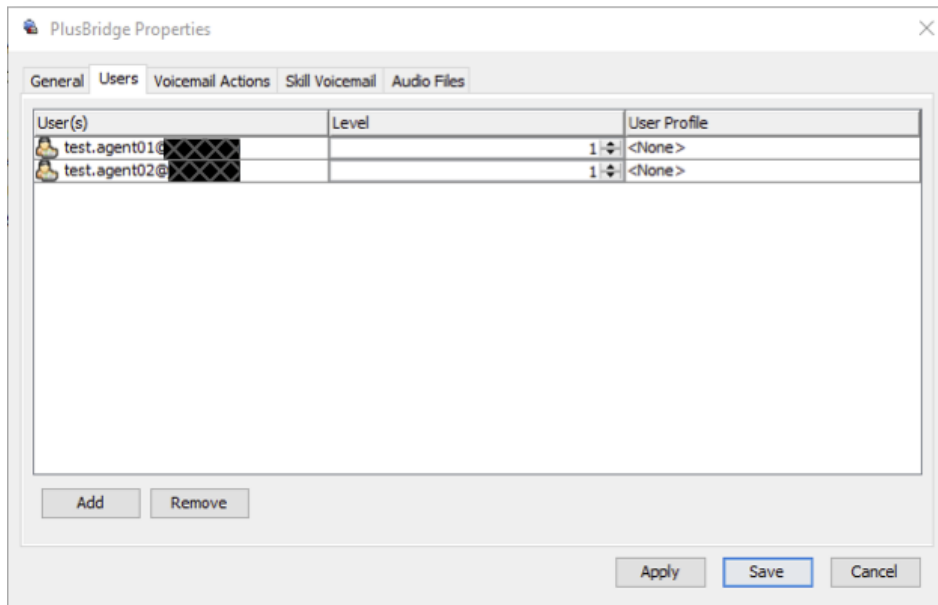 PlusBridge Properties
General Users Voicemail Actions Skill Voicemail Audio Files
User(s) Level User Profile
test.agent01@ 1 <None>
test.agent02@ 1 <None>
Add Remove
Apply Save Cancel